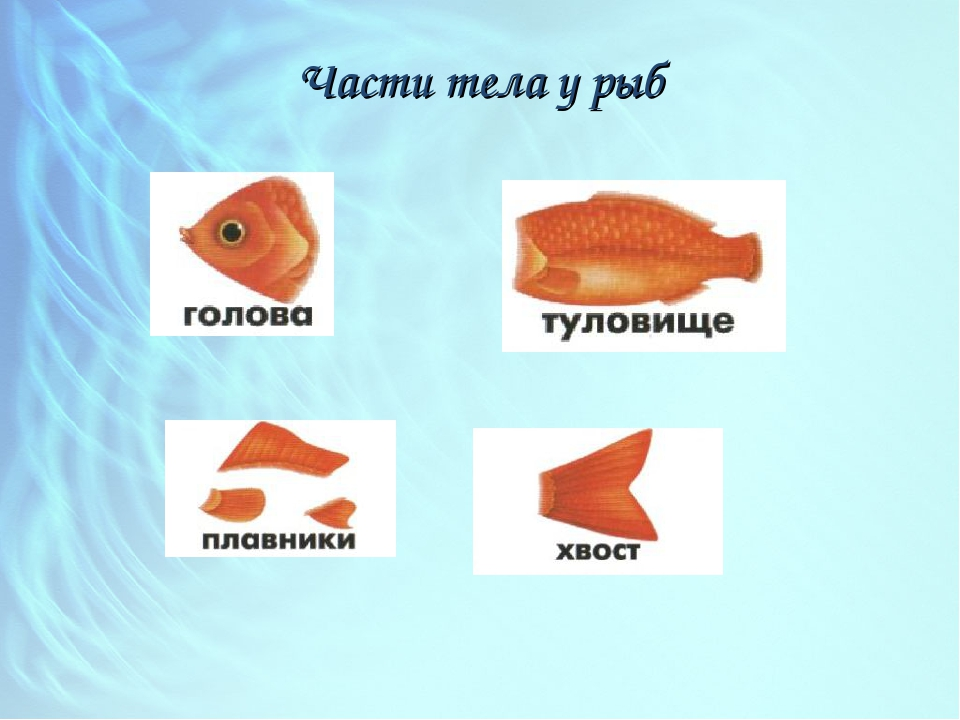 Части тела у рыб
голова
туловище
плавники
хвост